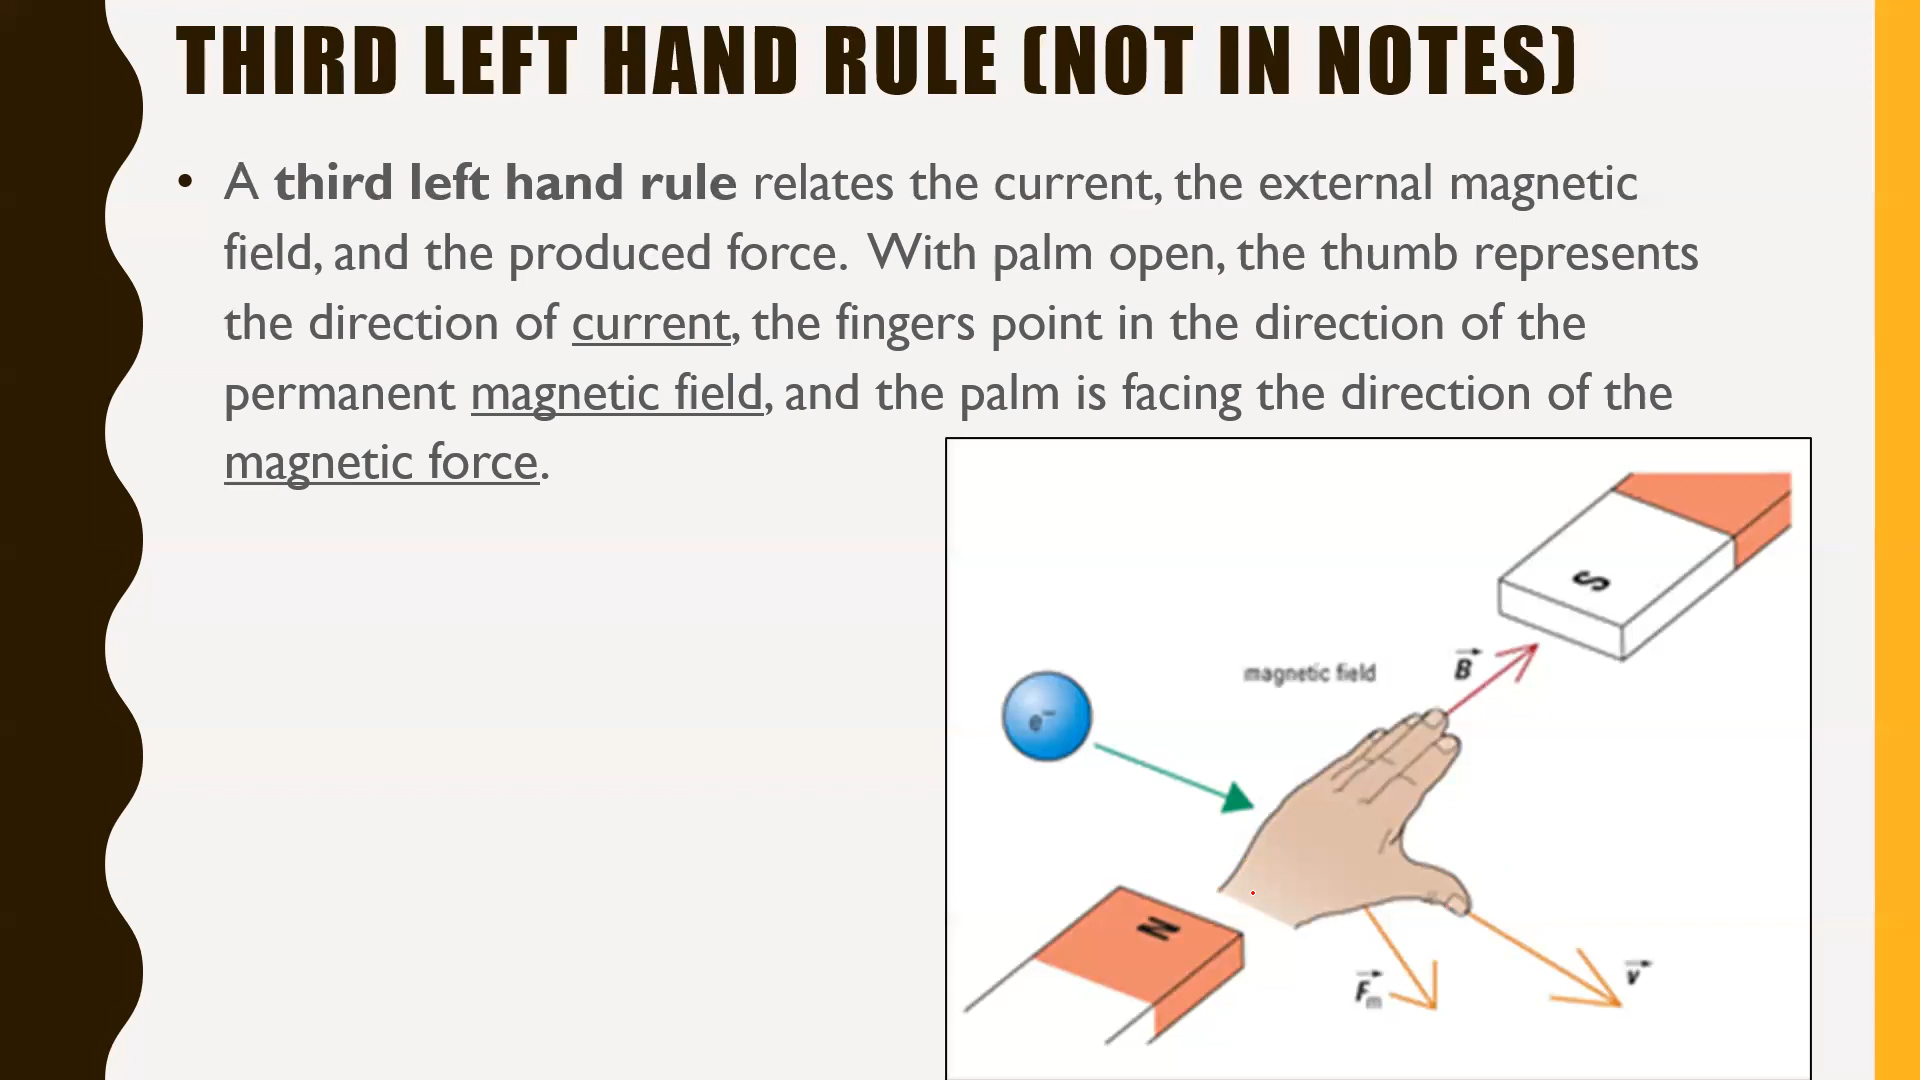 THIRD LEFT HAND RULE (NOT IN NOTES)
• A third left hand rule relates the current, the external magnetic
field, and the produced force. With palm open, the thumb represents
the direction of current, the fingers point in the direction of the
permanent magnetic field, and the palm is facing the direction of the
magnetic force.
S
magnetic field
B
e⁻
N
Fm
v